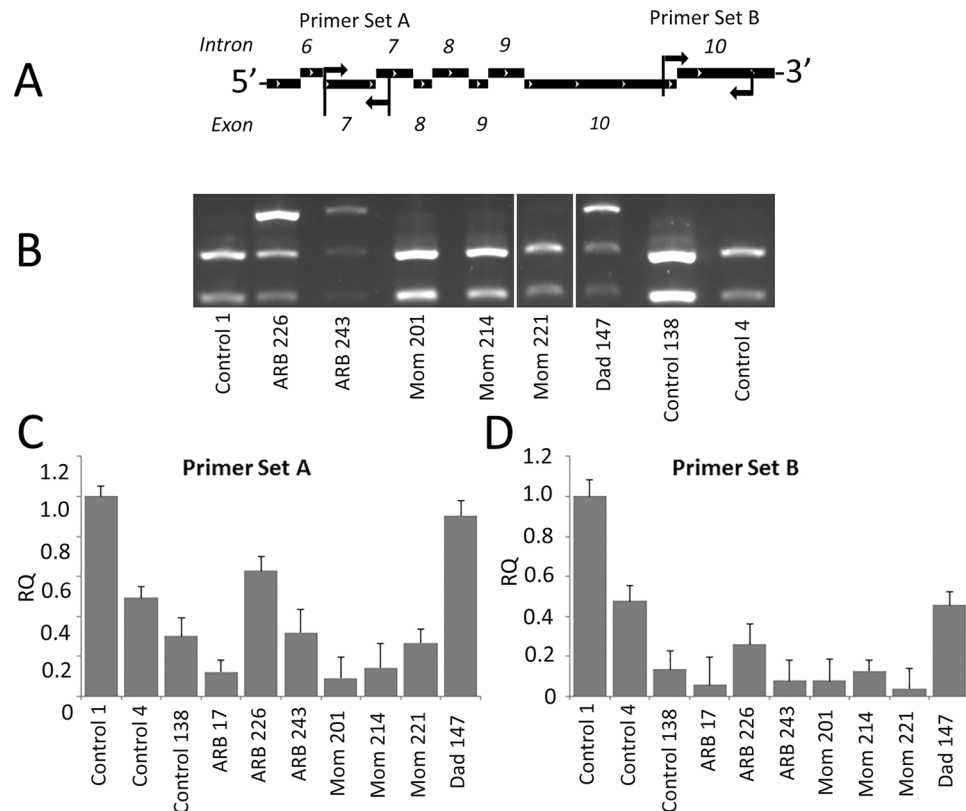 Primer Set A Primer Set B
Intron 6 7 8 9 10
A
5’ -3’
Exon 7 8 9 10
B
Control 1
ARB 226
ARB 243
Mom 201
Mom 214
Mom 221
Dad 147
Control 138
Control 4
C
Primer Set A
1.2
1.0
0.8
0.6
0.4
0.2
0
RQ
Control 1
Control 4
Control 138
ARB 17
ARB 226
ARB 243
Mom 201
Mom 214
Mom 221
Dad 147
D
Primer Set B
1.2
1.0
0.8
0.6
0.4
0.2
0
RQ
Control 1
Control 4
Control 138
ARB 17
ARB 226
ARB 243
Mom 201
Mom 214
Mom 221
Dad 147